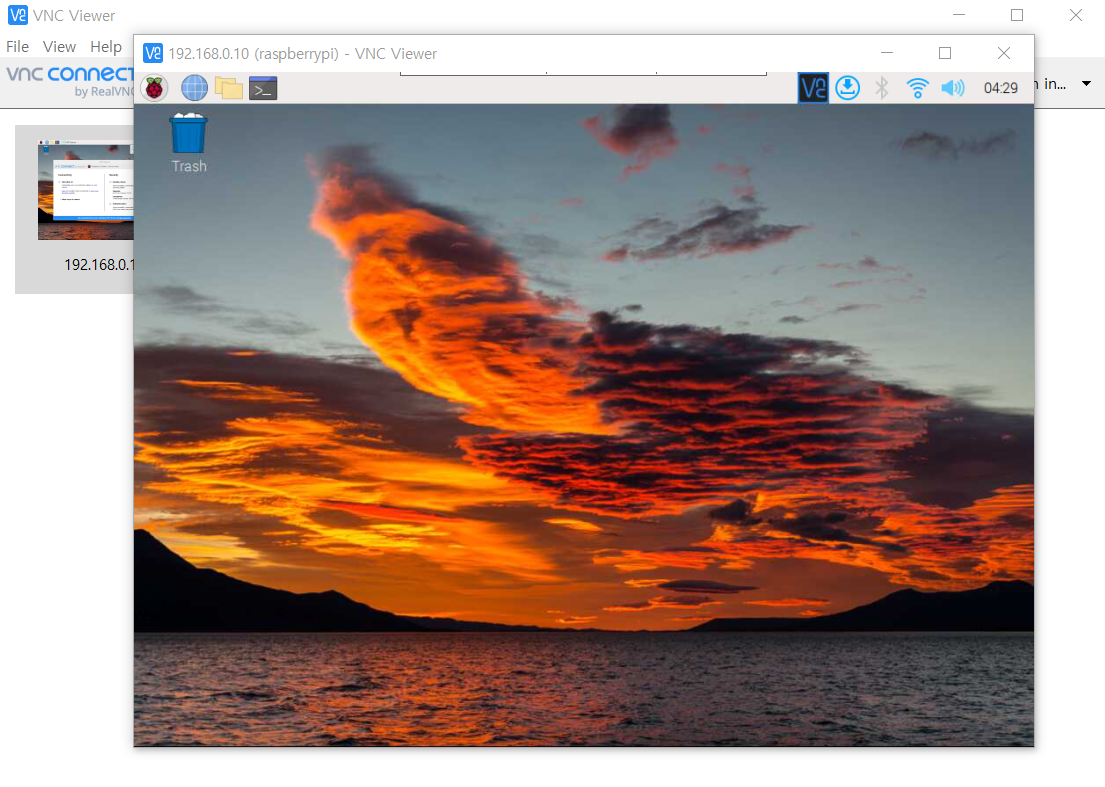 VNC Viewer
File View Help
vnc connect
by RealVNC
192.168.0.1
192.168.0.10 (raspberrypi) - VNC Viewer
04:29
in...
Trash